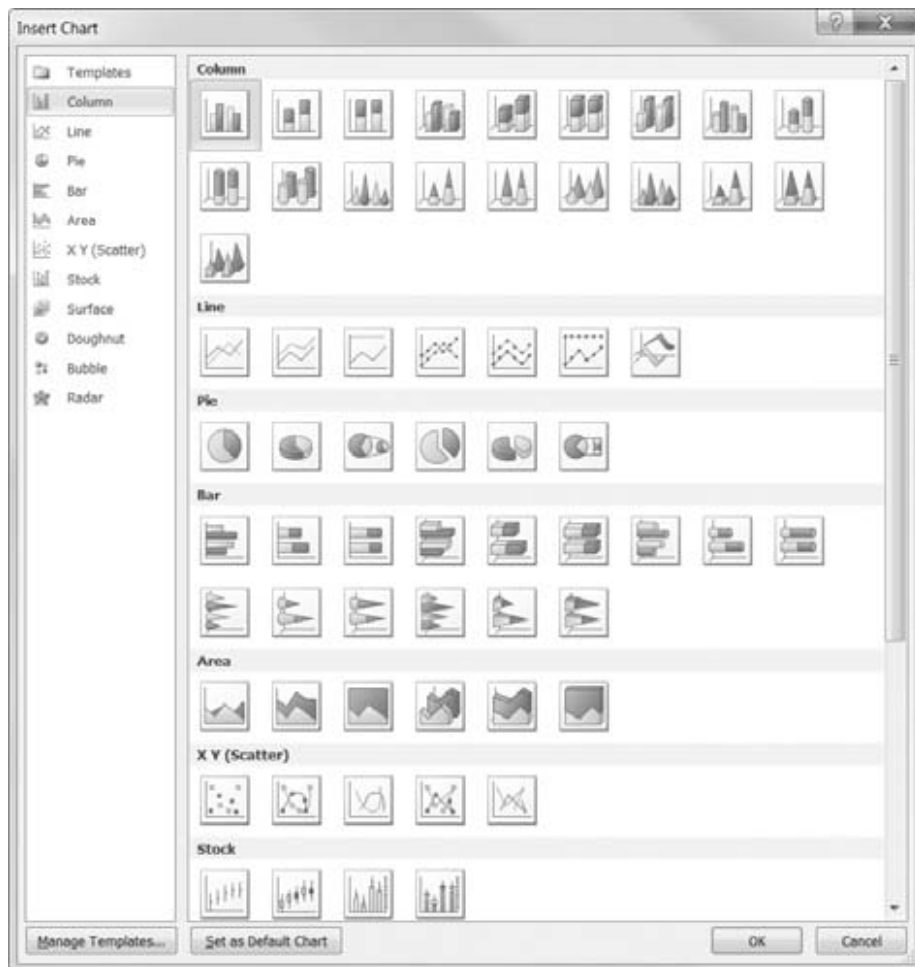 Insert Chart
Templates
Column
Line
Pie
Bar
Area
X Y (Scatter)
Stock
Surface
Doughnut
Bubble
Radar
Column
Line
Pie
Bar
Area
X Y (Scatter)
Stock
Manage Templates...
Set as Default Chart
OK
Cancel